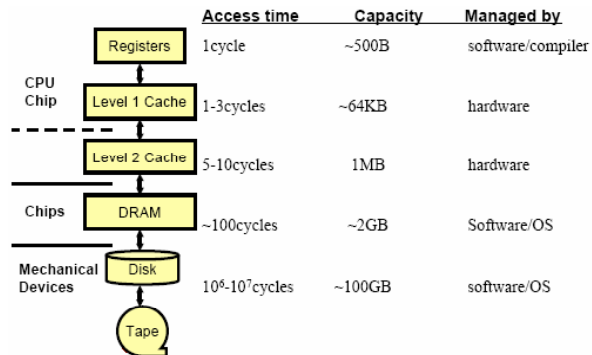 Access time Capacity Managed by
Registers 1cycle ~500B software/compiler
CPU
Chip
Level 1 Cache 1-3cycles ~64KB hardware
Level 2 Cache 5-10cycles 1MB hardware
Chips DRAM ~100cycles ~2GB Software/OS
Mechanical
Devices
Disk 10⁶-10⁷cycles ~100GB software/OS
Tape